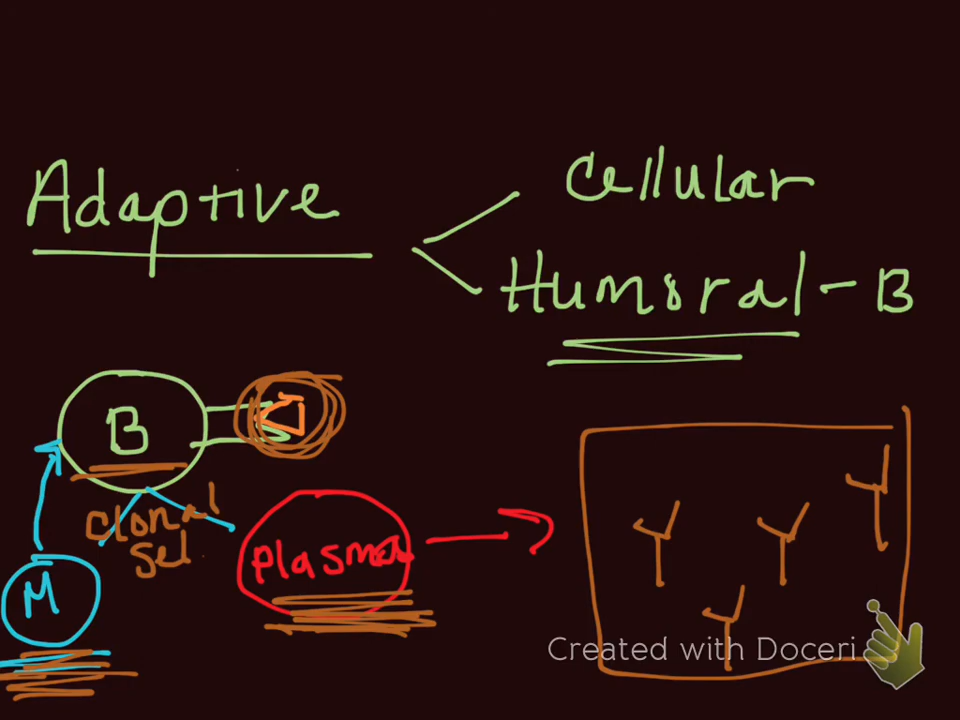 Adaptive
Cellular
Humoral - B
B
Clonal
Sel
Plasma
M
Created with Doceri